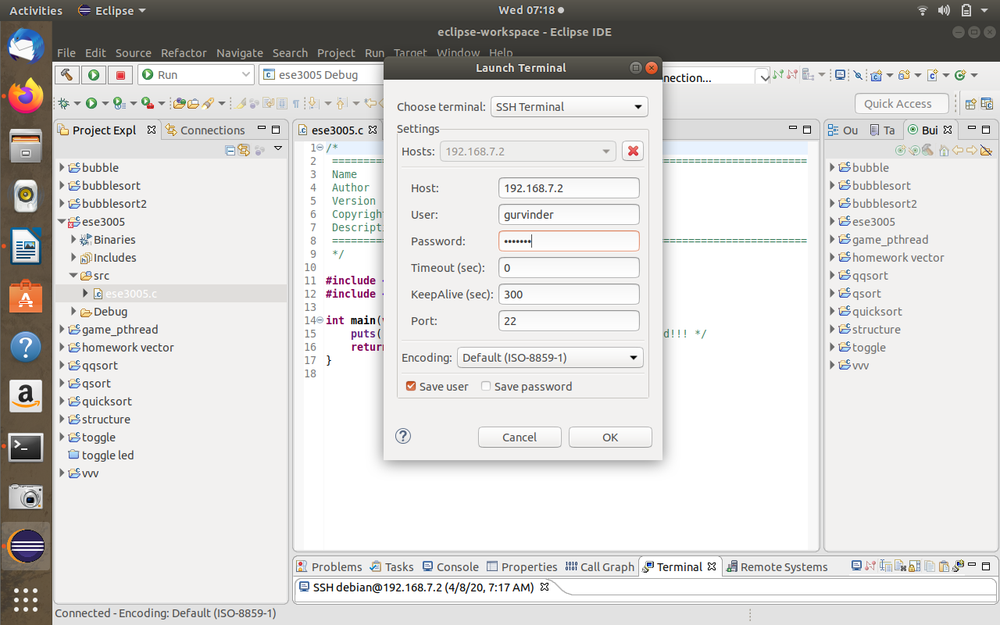 Activities Eclipse Wed 07:18
eclipse-workspace - Eclipse IDE
File Edit Source Refactor Navigate Search Project Run Target Window Help
Run ese3005 Debug nnection...
Quick Access
Project Expl Connections
bubble
bubblesort
bubblesort2
ese3005
Binaries
Includes
src
ese3005.c
Debug
game_pthread
homework vector
qqsort
qsort
quicksort
structure
toggle
toggle led
vvv
ese3005.c
1 /*
2 ============================================================================
3 Name
4 Author
5 Version
6 Copyright
7 Descripti
8 ============================================================================
9 */
10
11 #include <
12 #include <
13
14 int main(v
15 puts( d!!! */
16 return
17 }
18
Launch Terminal
Choose terminal: SSH Terminal
Settings
Hosts: 192.168.7.2
Host: 192.168.7.2
User: gurvinder
Password: •••••••
Timeout (sec): 0
KeepAlive (sec): 300
Port: 22
Encoding: Default (ISO-8859-1)
Save user Save password
? Cancel OK
Ou Ta Bui
bubble
bubblesort
bubblesort2
ese3005
game_pthread
homework vector
qqsort
qsort
quicksort
structure
toggle
vvv
Problems Tasks Console Properties Call Graph Terminal Remote Systems
SSH debian@192.168.7.2 (4/8/20, 7:17 AM)
Connected - Encoding: Default (ISO-8859-1)